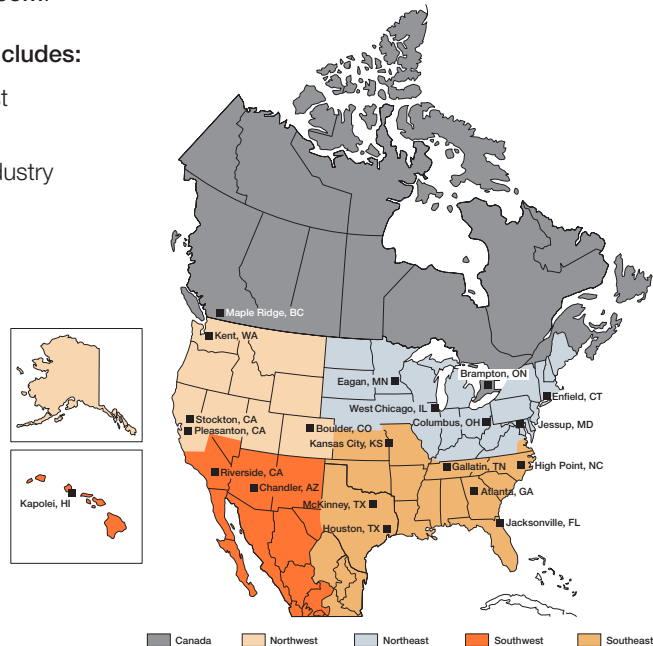 cludes:
st
dustry
Maple Ridge, BC
Kent, WA
Brampton, ON
Eagan, MN
Enfield, CT
West Chicago, IL
Stockton, CA
Pleasanton, CA
Boulder, CO
Columbus, OH
Jessup, MD
Kansas City, KS
Gallatin, TN
High Point, NC
Riverside, CA
Chandler, AZ
Atlanta, GA
Kapolei, HI
McKinney, TX
Houston, TX
Jacksonville, FL
Canada
Northwest
Northeast
Southwest
Southeast